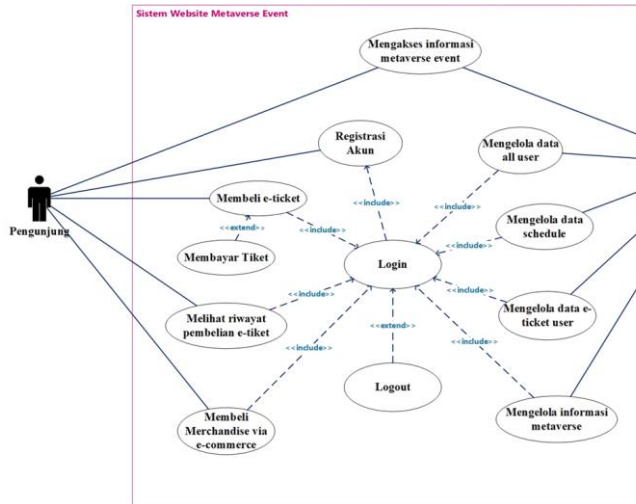 Sistem Website Metaverse Event
Mengakses informasi
metaverse event
Registrasi
Akun
Mengelola data
all user
<<include>>
<<include>>
Membeli e-ticket
Pengunjung
<<extend>>
<<include>>
Mengelola data
schedule
<<include>>
Membayar Tiket
Login
<<include>>
<<include>>
Melihat riwayat
pembelian e-tiket
Mengelola data e-
ticket user
<<extend>>
<<include>>
<<include>>
Logout
Membeli
Merchandise via
e-commerce
Mengelola informasi
metaverse